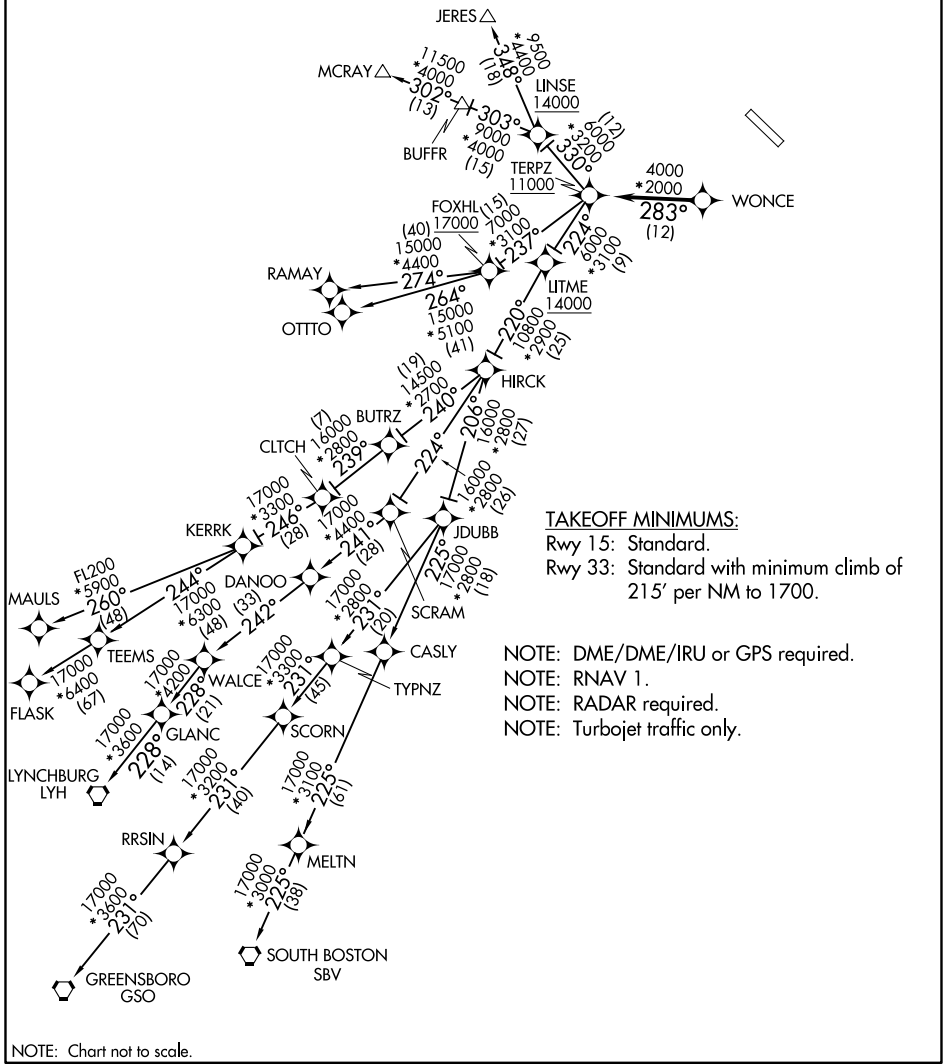 JERES
9500
*4400
348°
(18)
MCRAY
11500
*4000
302°
(13)
BUFFR
303°
9000
*4000
(15)
LINSE
14000
(12)
6000
*3200
330°
TERPZ
11000
4000
*2000
283°
(12)
WONCE
FOXHL
17000
(15)
7000
*3100
237°
224°
6000
*3100
(9)
LITME
14000
(40)
15000
*4400
274°
RAMAY
OTTTO
264°
15000
*5100
(41)
220°
10800
*2900
(25)
HIRCK
(19)
14500
*2700
240°
BUTRZ
(7)
16000
*2800
239°
CLTCH
224°
16000
*2800
(26)
206°
16000
*2800
(27)
17000
*3300
246°
(28)
KERRK
17000
*4400
241°
(28)
SCRAM
JDUBB
DANOO
FL200
*5900
260°
(48)
MAULS
244°
17000
*6300
(48)
TEEMS
17000
*6400
(67)
FLASK
(33)
242°
WALCE
17000
*4200
228°
(21)
GLANC
17000
*3600
228°
(14)
LYNCHBURG
LYH
17000
*2800
231°
(20)
TYPNZ
225°
17000
*2800
(18)
CASLY
17000
*3300
231°
(45)
SCORN
17000
*3200
231°
(40)
RRSIN
17000
*3600
231°
(70)
GREENSBORO
GSO
17000
*3100
225°
(61)
MELTN
17000
*3000
225°
(38)
SOUTH BOSTON
SBV
TAKEOFF MINIMUMS:
Rwy 15: Standard.
Rwy 33: Standard with minimum climb of
215' per NM to 1700.
NOTE: DME/DME/IRU or GPS required.
NOTE: RNAV 1.
NOTE: RADAR required.
NOTE: Turbojet traffic only.
NOTE: Chart not to scale.